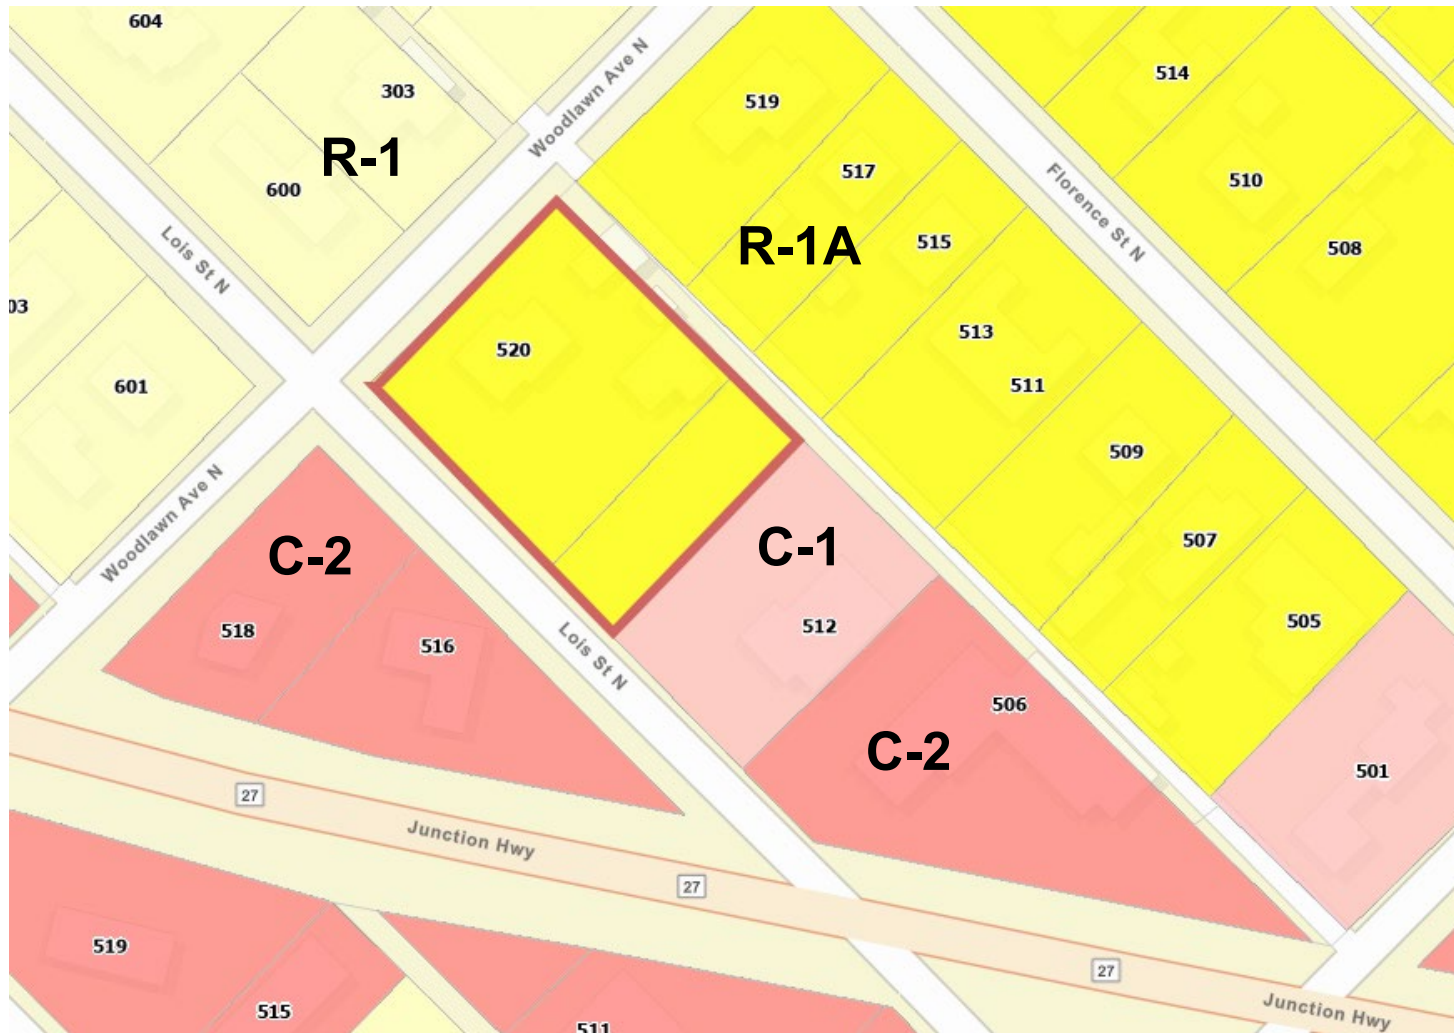 604
303
Woodlawn Ave N
519
514
R-1
600
517
510
Florence St N
Lois St N
R-1A
515
508
03
520
513
601
511
509
Woodlawn Ave N
C-2
C-1
507
518
516
512
505
Lois St N
506
C-2
501
27
Junction Hwy
27
519
27
515
511
Junction Hwy